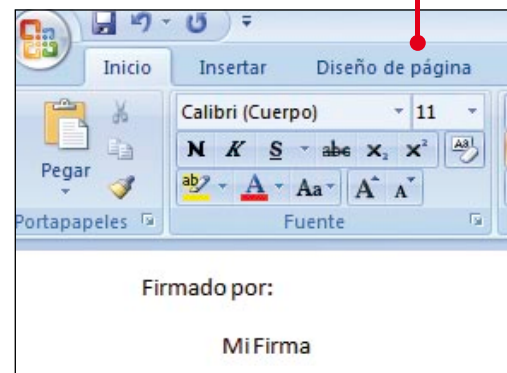 Inicio Insertar Diseño de página
Calibri (Cuerpo) 11
Pegar
N K S abe X₂ X²
ab A Aa A A
Portapapeles Fuente
Firmado por:
Mi Firma